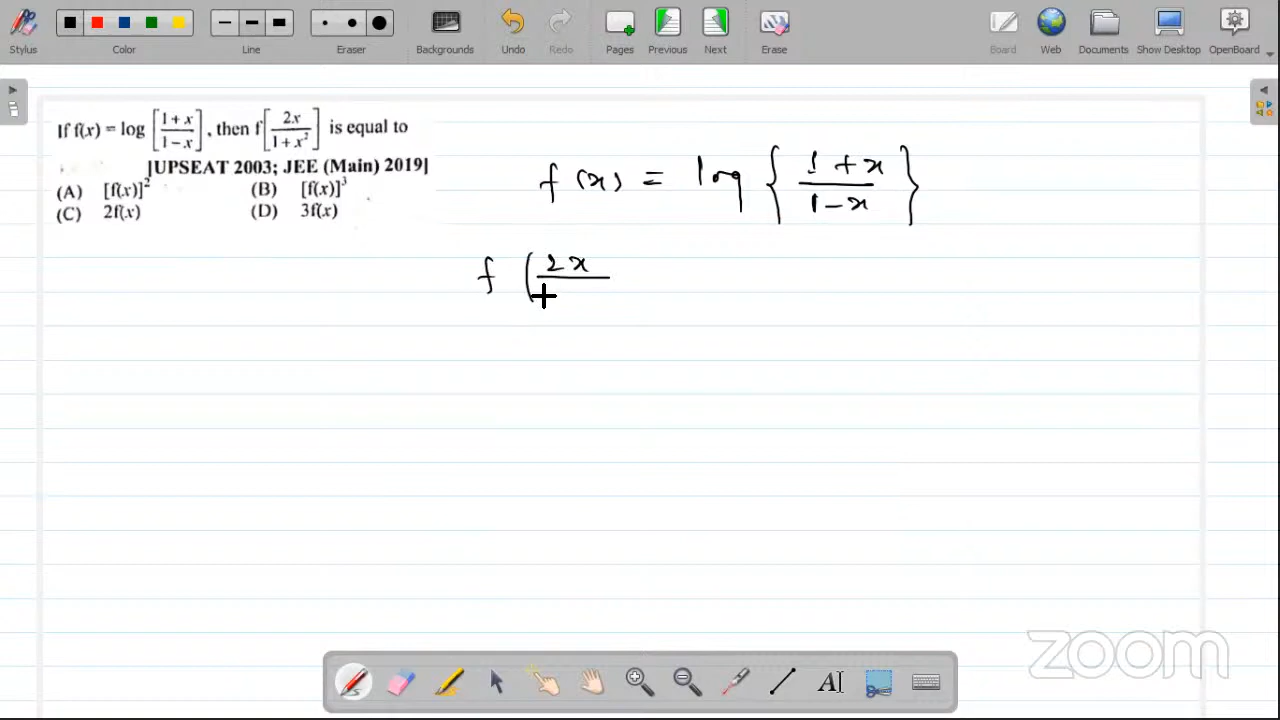 Stylus Color Line Eraser Backgrounds Undo Redo Pages Previous Next Erase Board Web Documents Show Desktop OpenBoard
If f(x) = log [(1 + x)/(1 − x)], then f[2x/(1 + x²)] is equal to
[UPSEAT 2003; JEE (Main) 2019]
(A) [f(x)]² (B) [f(x)]³
(C) 2f(x) (D) 3f(x)
f(x) = log {(1 + x)/(1 − x)}
f (2x
zoom